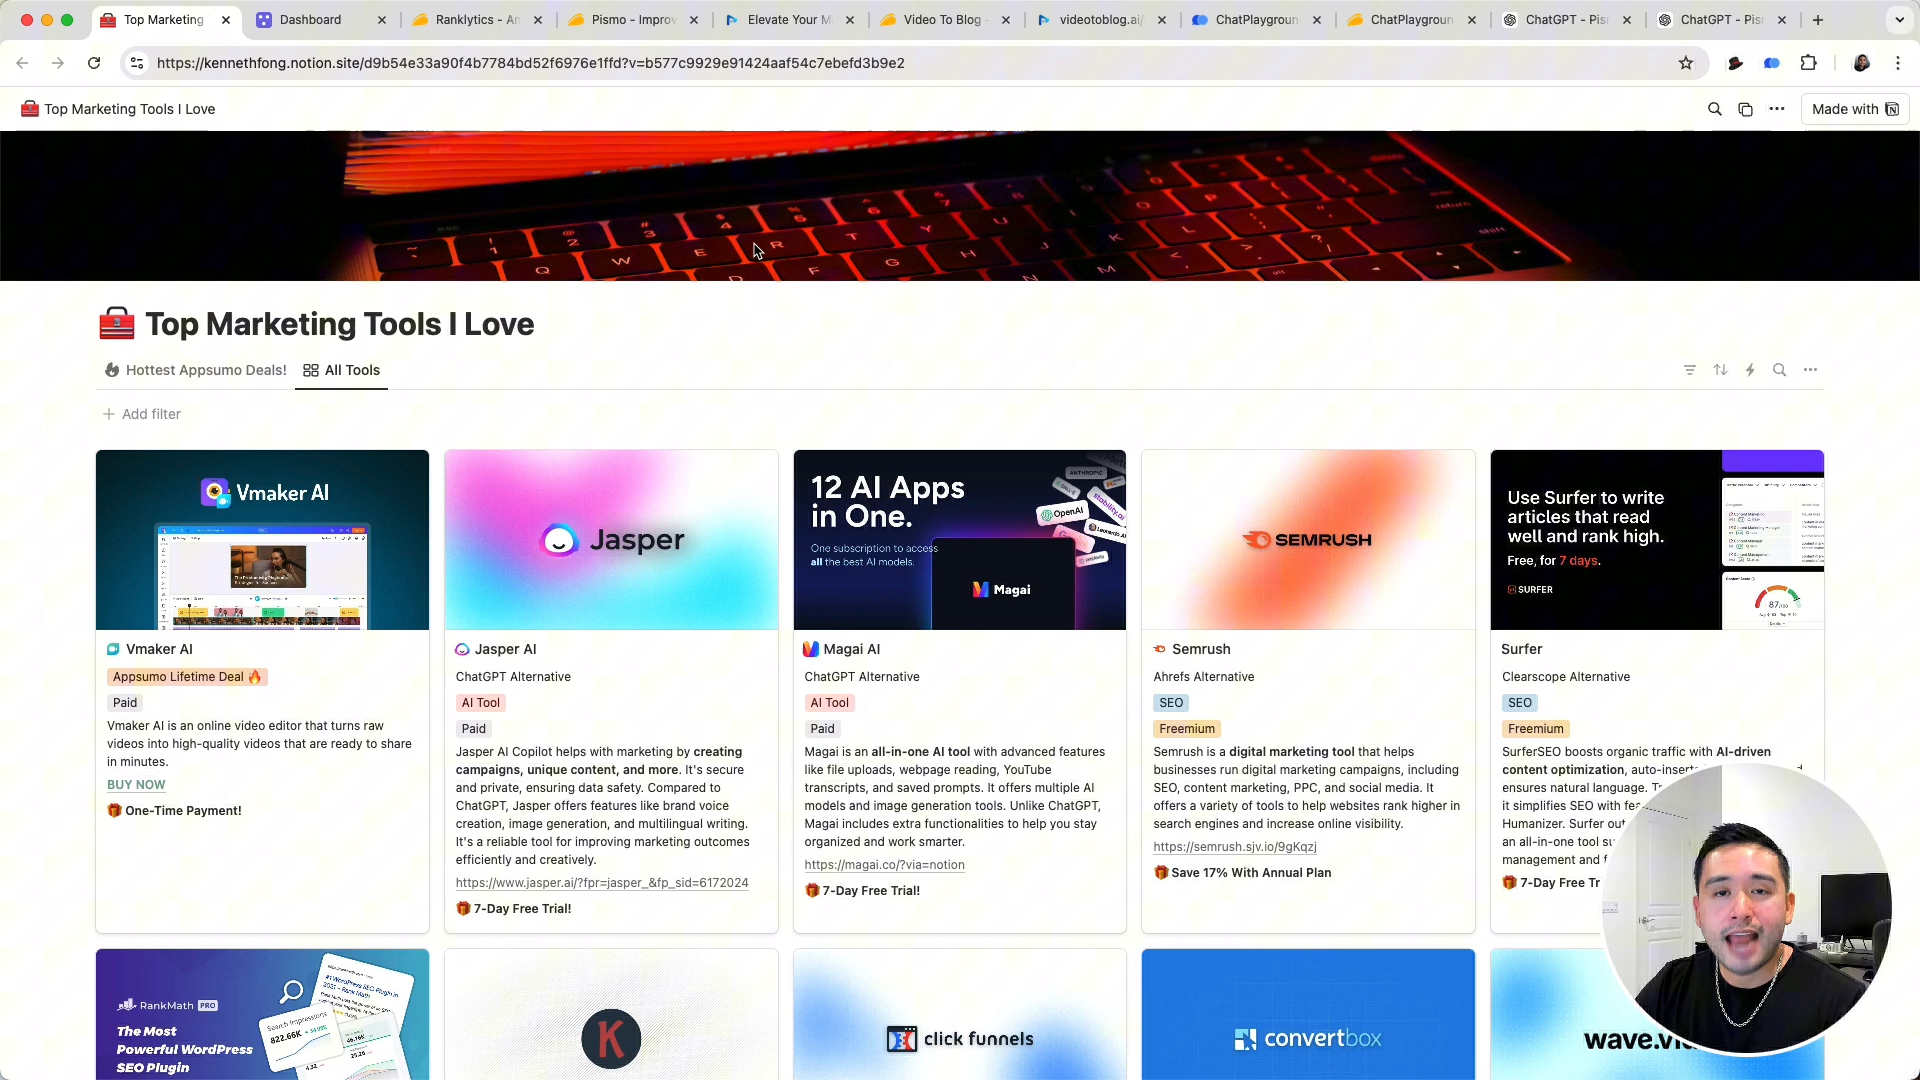 Top Marketing
Dashboard
Ranklytics - An
Pismo - Improv
Elevate Your M
Video To Blog -
videotoblog.ai/
ChatPlaygroun
ChatPlaygroun
ChatGPT - Pisr
ChatGPT - Pisr
https://kennethfong.notion.site/d9b54e33a90f4b7784bd52f6976e1ffd?v=b577c9929e91424aaf54c7ebefd3b9e2
Top Marketing Tools I Love
Made with
Top Marketing Tools I Love
Hottest Appsumo Deals!
All Tools
Add filter
Vmaker AI
Jasper
12 AI Apps
in One.
One subscription to access
all the best AI models.
ANTHROPIC
OpenAI
stability.ai
Magai
SEMRUSH
Use Surfer to write
articles that read
well and rank high.
Free, for 7 days.
SURFER
87/100
Vmaker AI
Appsumo Lifetime Deal 🔥
Paid
Vmaker AI is an online video editor that turns raw
videos into high-quality videos that are ready to share
in minutes.
BUY NOW
🎁 One-Time Payment!
Jasper AI
ChatGPT Alternative
AI Tool
Paid
Jasper AI Copilot helps with marketing by creating
campaigns, unique content, and more. It's secure
and private, ensuring data safety. Compared to
ChatGPT, Jasper offers features like brand voice
creation, image generation, and multilingual writing.
It's a reliable tool for improving marketing outcomes
efficiently and creatively.
https://www.jasper.ai/?fpr=jasper_&fp_sid=6172024
🎁 7-Day Free Trial!
Magai AI
ChatGPT Alternative
AI Tool
Paid
Magai is an all-in-one AI tool with advanced features
like file uploads, webpage reading, YouTube
transcripts, and saved prompts. It offers multiple AI
models and image generation tools. Unlike ChatGPT,
Magai includes extra functionalities to help you stay
organized and work smarter.
https://magai.co/?via=notion
🎁 7-Day Free Trial!
Semrush
Ahrefs Alternative
SEO
Freemium
Semrush is a digital marketing tool that helps
businesses run digital marketing campaigns, including
SEO, content marketing, PPC, and social media. It
offers a variety of tools to help websites rank higher in
search engines and increase online visibility.
https://semrush.sjv.io/9gKqzj
🎁 Save 17% With Annual Plan
Surfer
Clearscope Alternative
SEO
Freemium
SurferSEO boosts organic traffic with AI-driven
content optimization, auto-insert
ensures natural language. T
it simplifies SEO with fea
Humanizer. Surfer out
an all-in-one tool su
management and f
🎁 7-Day Free Tr
RankMath PRO
The Most
Powerful WordPress
SEO Plugin
Search Impressions
822.66K
K
click funnels
convertbox
wave.vi